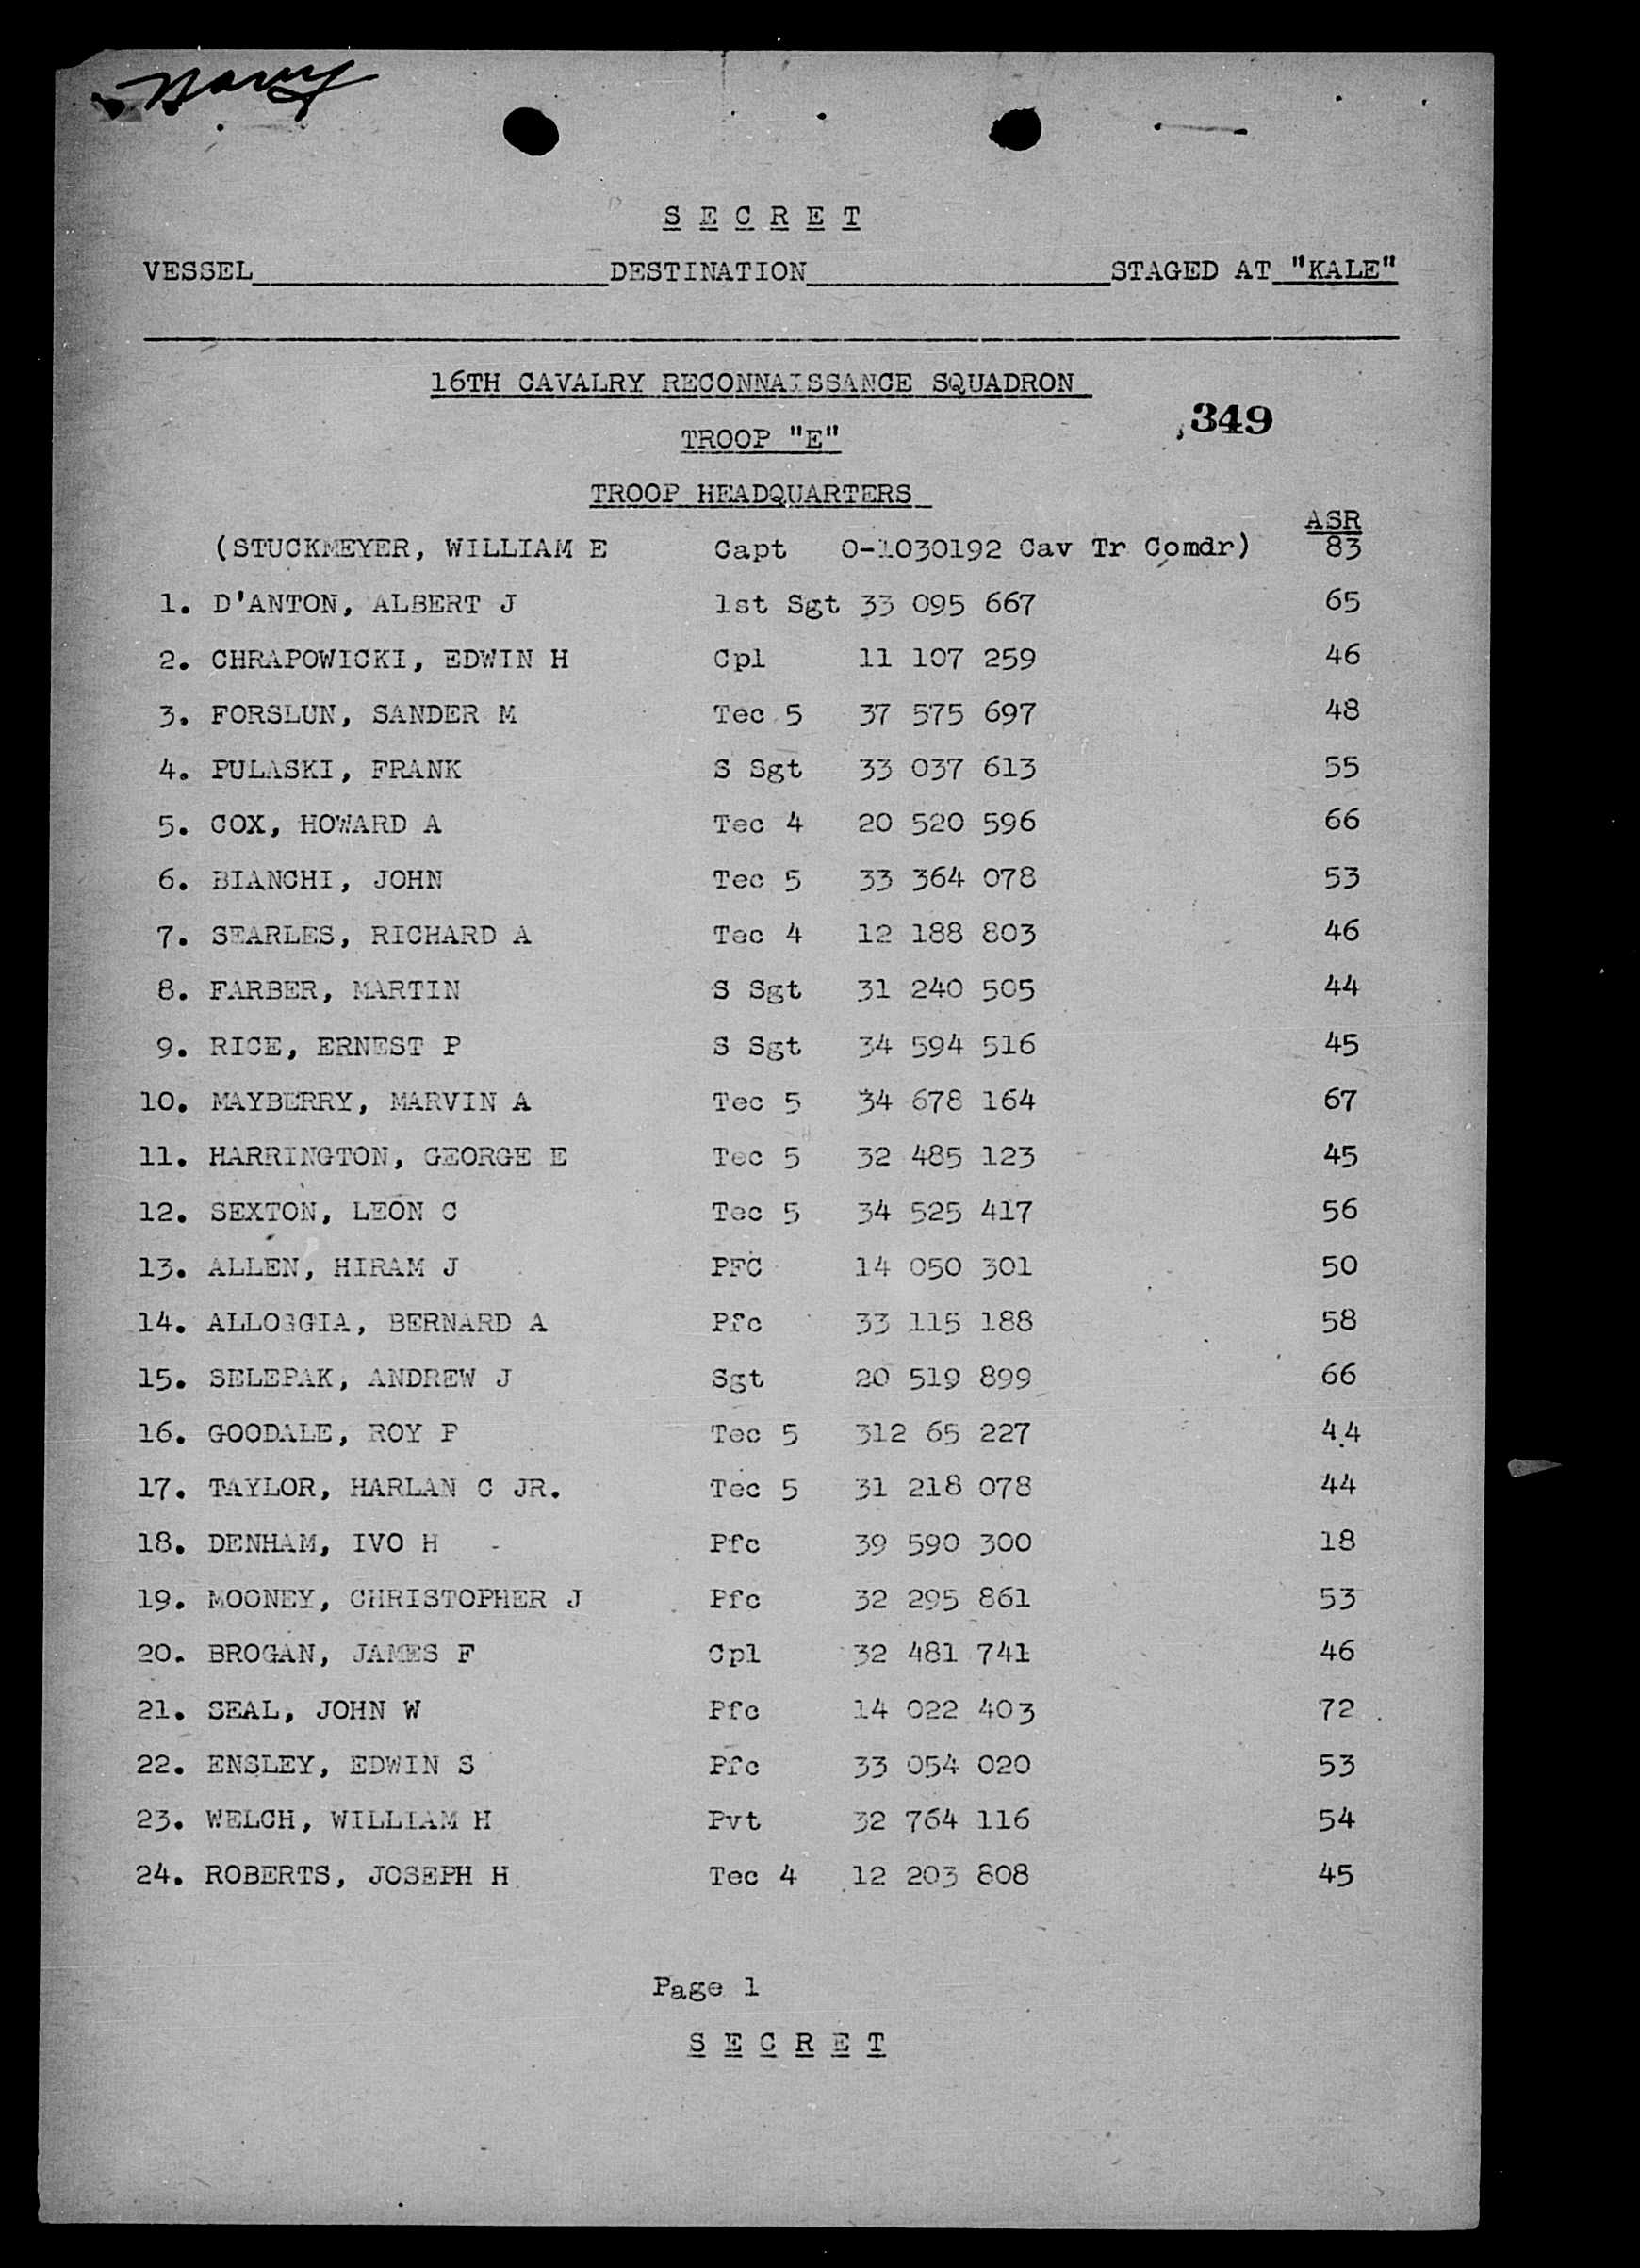 Navy
S E C R E T
VESSEL____________________DESTINATION_________________STAGED AT "KALE"
16TH CAVALRY RECONNAISSANCE SQUADRON
349
TROOP "E"
TROOP HEADQUARTERS
ASR
(STUCKMEYER, WILLIAM E Capt O-1030192 Cav Tr Comdr) 83
1. D'ANTON, ALBERT J 1st Sgt 33 095 667 65
2. CHRAPOWICKI, EDWIN H Cpl 11 107 259 46
3. FORSLUN, SANDER M Tec 5 37 575 697 48
4. PULASKI, FRANK S Sgt 33 037 613 55
5. COX, HOWARD A Tec 4 20 520 596 66
6. BIANCHI, JOHN Tec 5 33 364 078 53
7. SEARLES, RICHARD A Tec 4 12 188 803 46
8. FARBER, MARTIN S Sgt 31 240 505 44
9. RICE, ERNEST P S Sgt 34 594 516 45
10. MAYBERRY, MARVIN A Tec 5 34 678 164 67
11. HARRINGTON, GEORGE E Tec 5 32 485 123 45
12. SEXTON, LEON C Tec 5 34 525 417 56
13. ALLEN, HIRAM J PFC 14 050 301 50
14. ALLOGGIA, BERNARD A Pfc 33 115 188 58
15. SELEPAK, ANDREW J Sgt 20 519 899 66
16. GOODALE, ROY P Tec 5 312 65 227 44
17. TAYLOR, HARLAN C JR. Tec 5 31 218 078 44
18. DENHAM, IVO H Pfc 39 590 300 18
19. MOONEY, CHRISTOPHER J Pfc 32 295 861 53
20. BROGAN, JAMES F Cpl 32 481 741 46
21. SEAL, JOHN W Pfc 14 022 403 72
22. ENSLEY, EDWIN S Pfc 33 054 020 53
23. WELCH, WILLIAM H Pvt 32 764 116 54
24. ROBERTS, JOSEPH H Tec 4 12 203 808 45
Page 1
S E C R E T